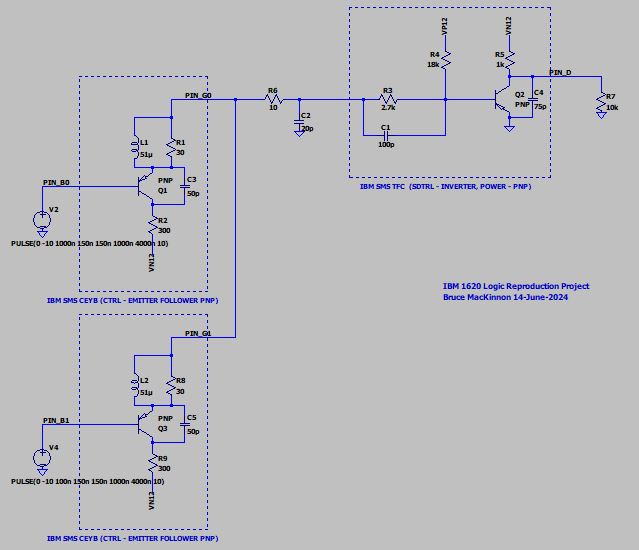 VP12
VN12
R4
18k
R5
1k
PIN_D
PIN_G0
R6
10
R3
2.7k
Q2
PNP
C4
75p
R7
10k
C2
20p
C1
100p
L1
51µ
R1
30
IBM SMS TFC (SDTRL - INVERTER, POWER - PNP)
PIN_B0
PNP
Q1
C3
50p
V2
R2
300
PULSE(0 -10 1000n 150n 150n 1000n 4000n 10)
VN12
IBM SMS CEYB (CTRL - EMITTER FOLLOWER PNP)
IBM 1620 Logic Reproduction Project
Bruce MacKinnon 14-June-2024
PIN_G1
L2
51µ
R8
30
PIN_B1
PNP
Q3
C5
50p
V4
R9
300
PULSE(0 -10 100n 150n 150n 1000n 4000n 10)
VN12
IBM SMS CEYB (CTRL - EMITTER FOLLOWER PNP)